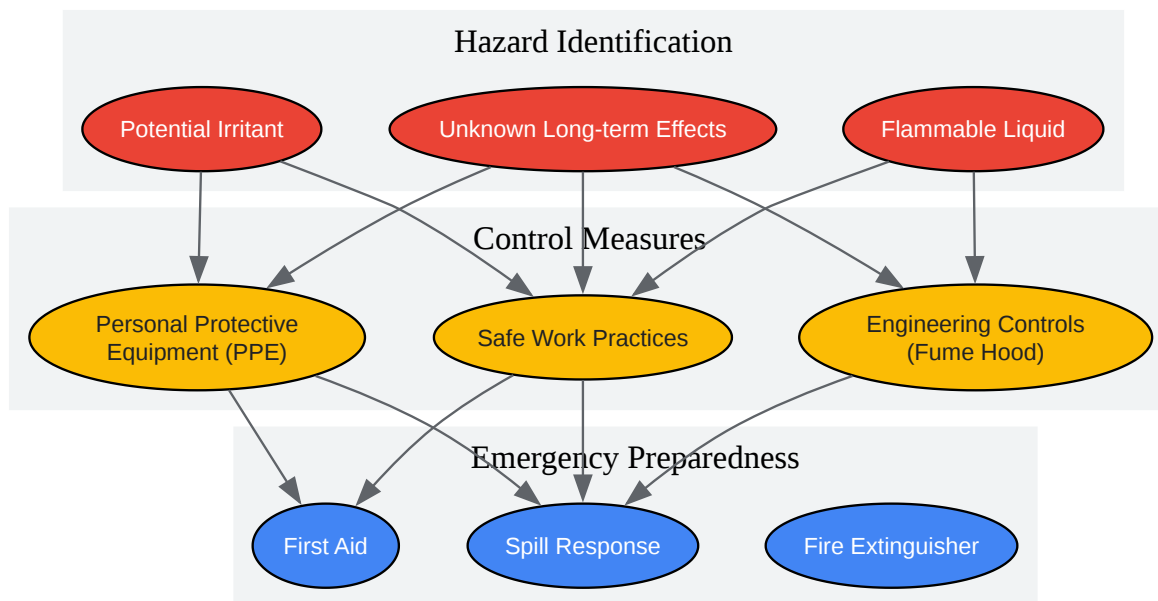 Hazard Identification
Potential Irritant
Unknown Long-term Effects
Flammable Liquid
Control Measures
Personal Protective
Equipment (PPE)
Safe Work Practices
Engineering Controls
(Fume Hood)
Emergency Preparedness
First Aid
Spill Response
Fire Extinguisher